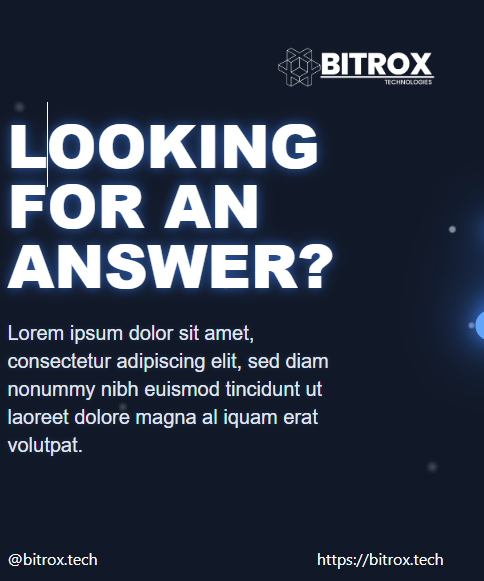 BITROX
TECHNOLOGIES
LOOKING
FOR AN
ANSWER?
Lorem ipsum dolor sit amet,
consectetur adipiscing elit, sed diam
nonummy nibh euismod tincidunt ut
laoreet dolore magna al iquam erat
volutpat.
@bitrox.tech https://bitrox.tech